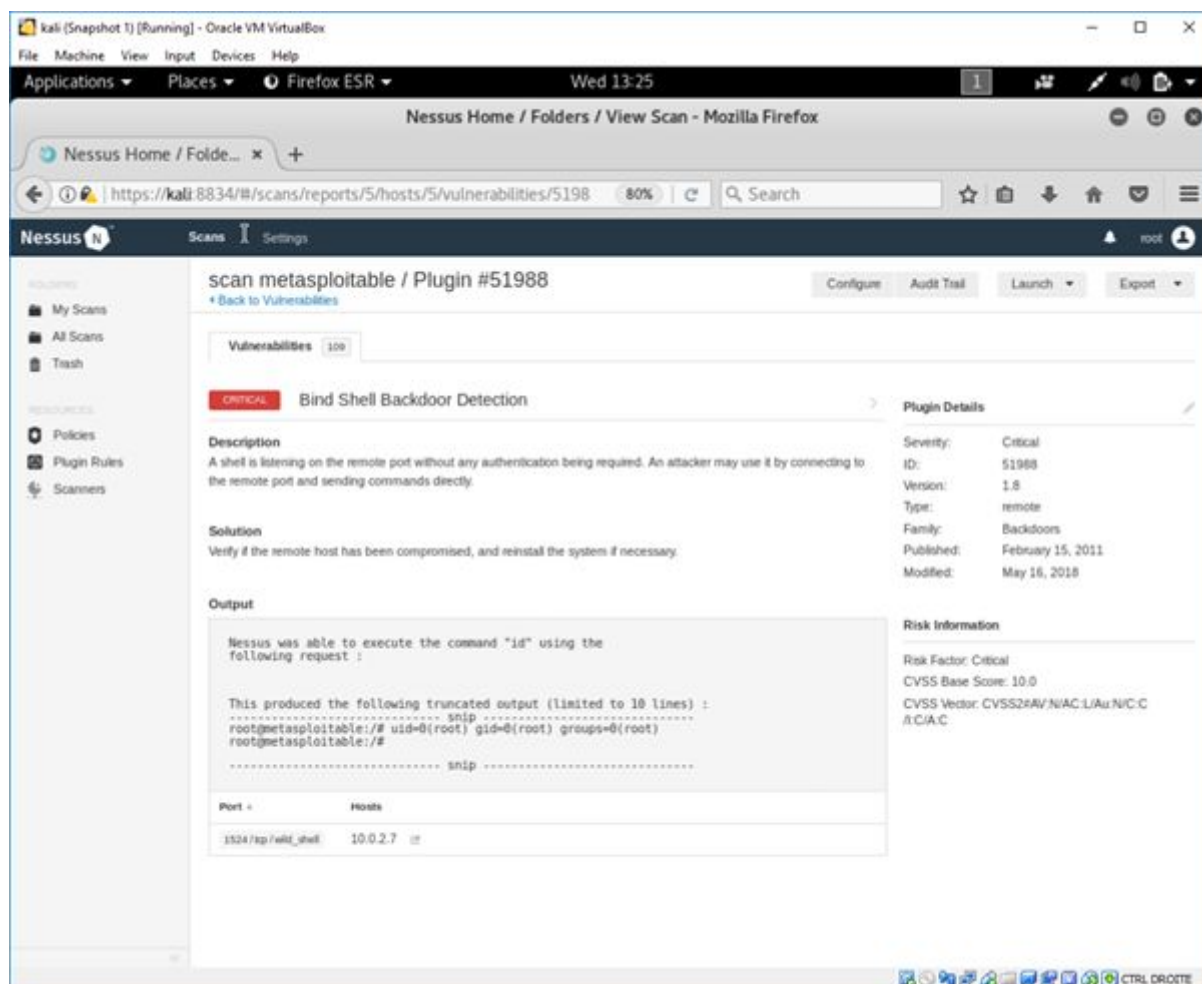 kali (Snapshot 1) [Running] - Oracle VM VirtualBox
File Machine View Input Devices Help
Applications Places Firefox ESR Wed 13:25 1
Nessus Home / Folders / View Scan - Mozilla Firefox
Nessus Home / Folde...
https://kali:8834/#/scans/reports/5/hosts/5/vulnerabilities/5198 80% Search
Nessus N Scans Settings root
FOLDERS
My Scans
All Scans
Trash
RESOURCES
Policies
Plugin Rules
Scanners
scan metasploitable / Plugin #51988
Back to Vulnerabilities
Configure Audit Trail Launch Export
Vulnerabilities 109
CRITICAL Bind Shell Backdoor Detection
Description
A shell is listening on the remote port without any authentication being required. An attacker may use it by connecting to
the remote port and sending commands directly.
Solution
Verify if the remote host has been compromised, and reinstall the system if necessary.
Output
Nessus was able to execute the command "id" using the
following request :
This produced the following truncated output (limited to 10 lines) :
------------------------------ snip ------------------------------
root@metasploitable:/# uid=0(root) gid=0(root) groups=0(root)
root@metasploitable:/#
------------------------------ snip ------------------------------
Port Hosts
1524 / tcp / wild_shell 10.0.2.7
Plugin Details
Severity: Critical
ID: 51988
Version: 1.8
Type: remote
Family: Backdoors
Published: February 15, 2011
Modified: May 16, 2018
Risk Information
Risk Factor: Critical
CVSS Base Score: 10.0
CVSS Vector: CVSS2#AV:N/AC:L/Au:N/C:C
/I:C/A:C
CTRL DROITE